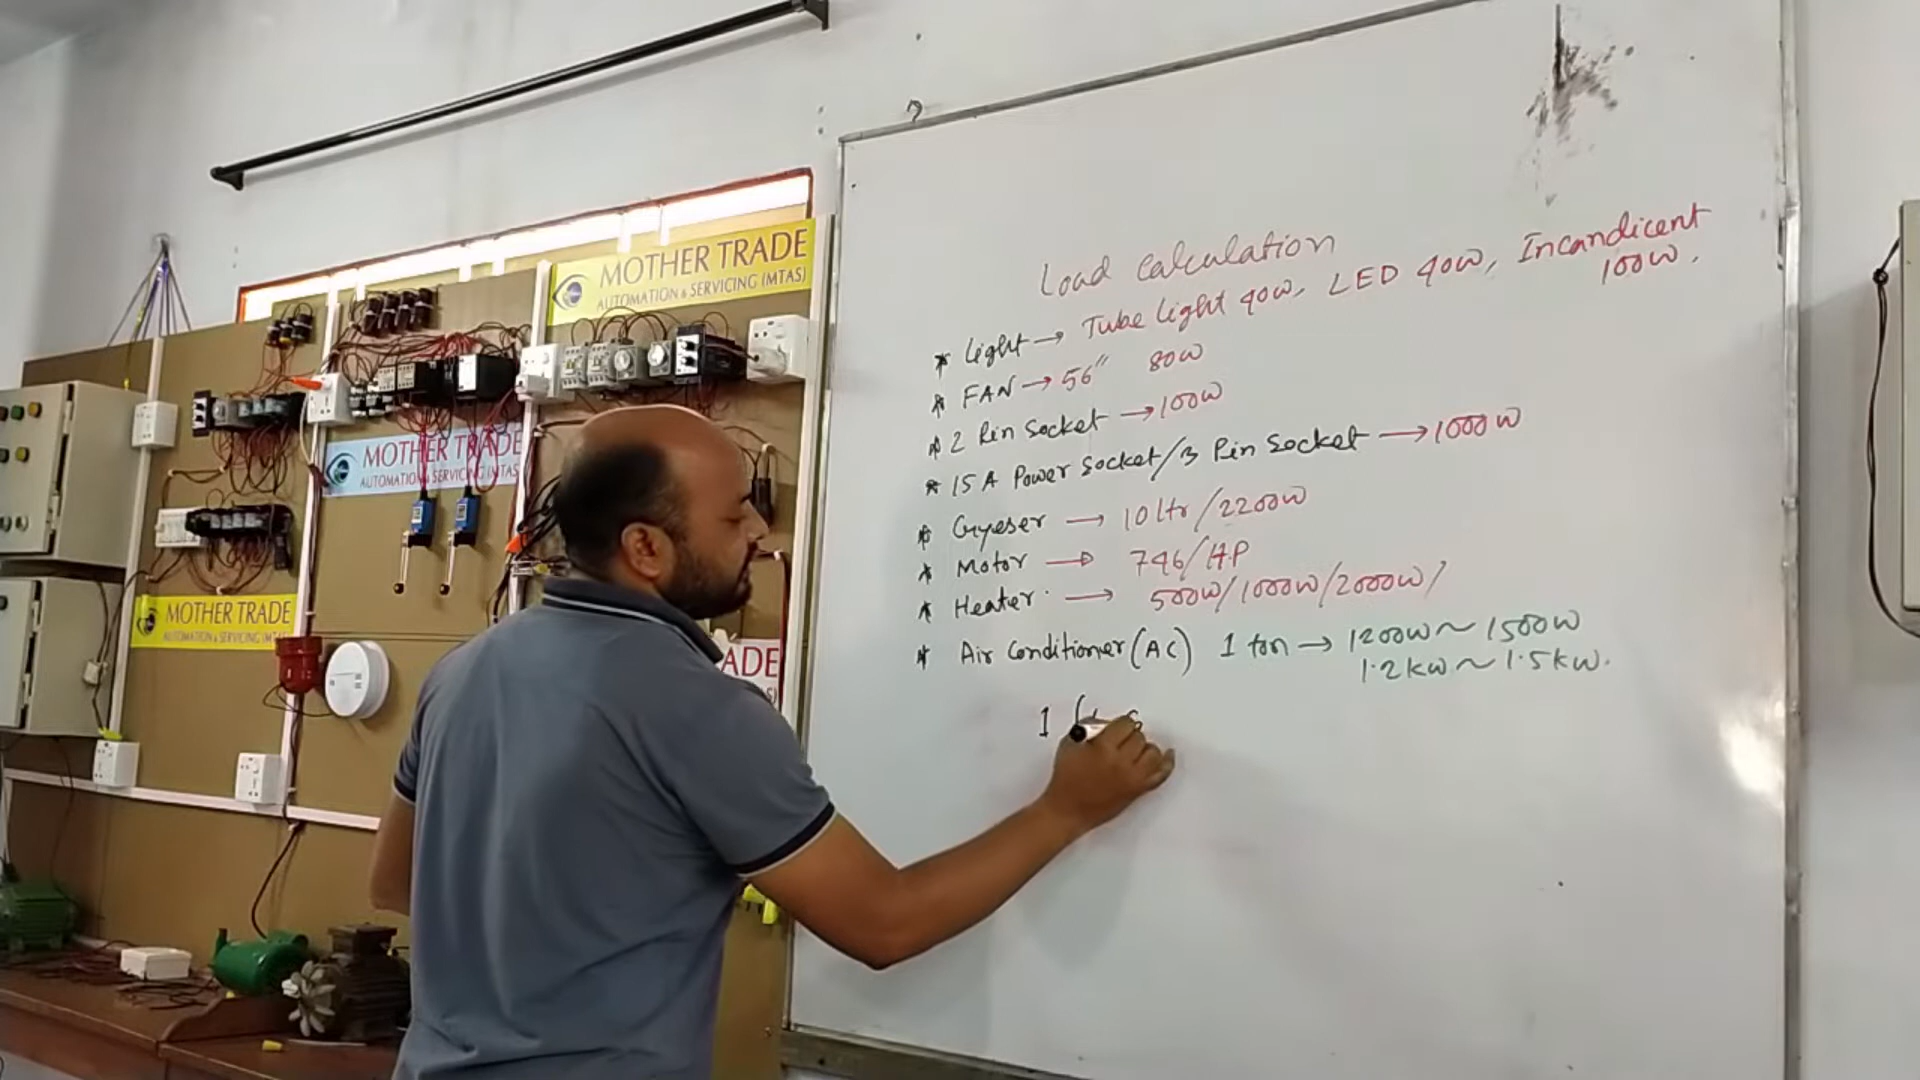 MOTHER TRADE
AUTOMATION & SERVICING (MTAS)
MOTHER TRADE
AUTOMATION & SERVICING (MTAS)
MOTHER TRADE
AUTOMATION & SERVICING (MTAS)
ADE
Load Calculation
* Light → Tube Light 40W, LED 40W, Incandicent
100W.
* FAN → 56" 80W
* 2 Pin Socket → 100W
* 15 A Power Socket/3 Pin Socket → 1000W
* Gyeser → 10 ltr/2200W
* Motor → 746/H.P
* Heater → 500W/1000W/2000W/
* Air Conditioner (AC) 1 ton → 1200W ~ 1500W
1.2kW ~ 1.5kW.
1